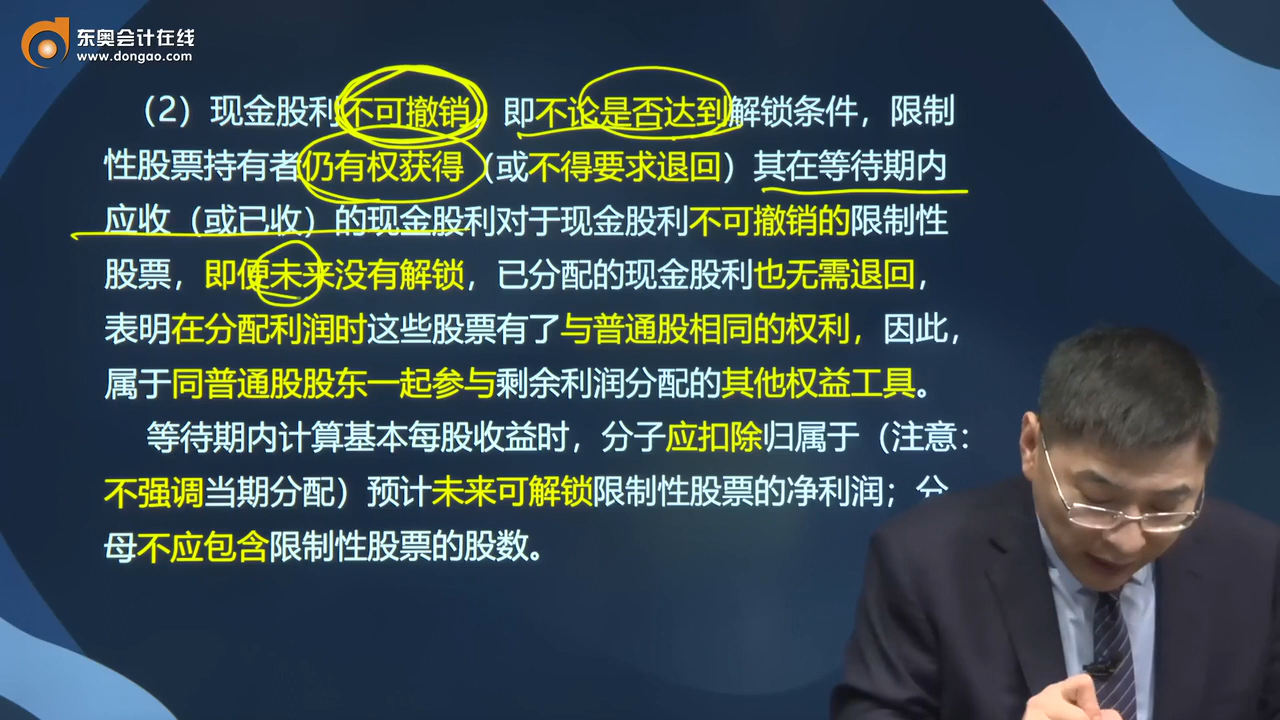 东奥会计在线
www.dongao.com
（2）现金股利不可撤销，即不论是否达到解锁条件，限制
性股票持有者仍有权获得（或不得要求退回）其在等待期内
应收（或已收）的现金股利对于现金股利不可撤销的限制性
股票，即便未来没有解锁，已分配的现金股利也无需退回，
表明在分配利润时这些股票有了与普通股相同的权利，因此，
属于同普通股股东一起参与剩余利润分配的其他权益工具。
等待期内计算基本每股收益时，分子应扣除归属于（注意：
不强调当期分配）预计未来可解锁限制性股票的净利润；分
母不应包含限制性股票的股数。